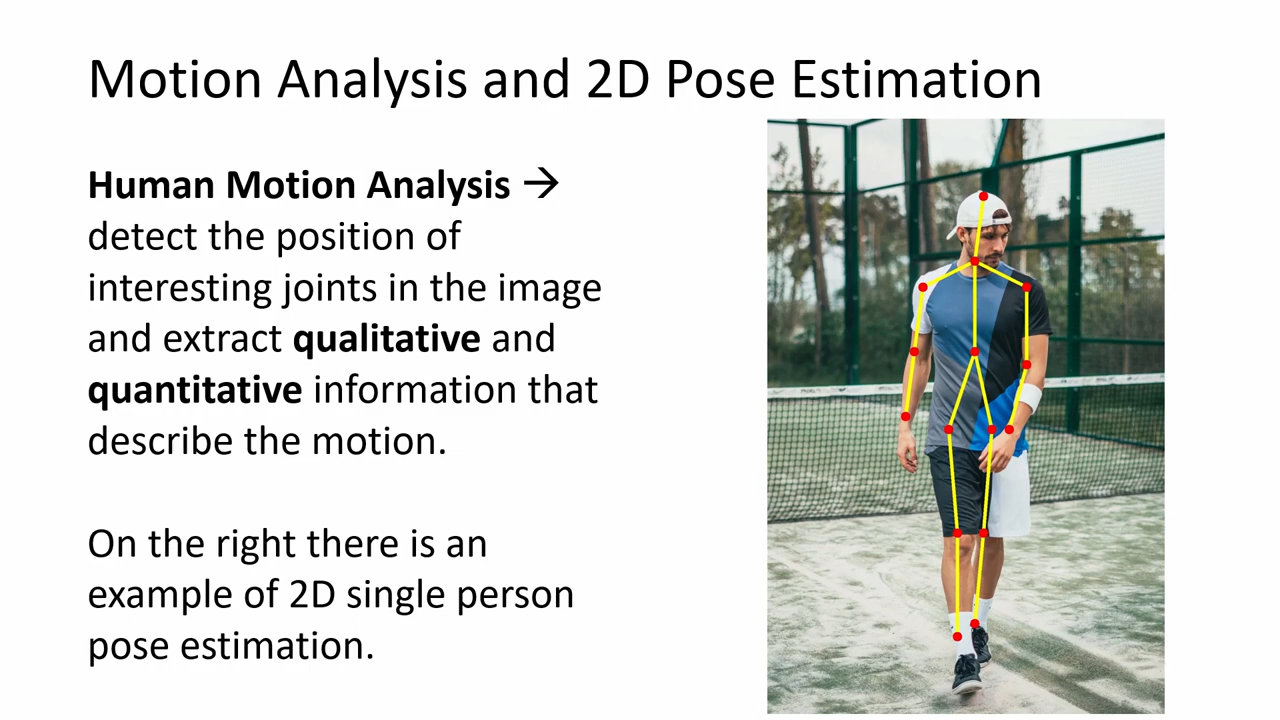 Motion Analysis and 2D Pose Estimation
Human Motion Analysis →
detect the position of
interesting joints in the image
and extract qualitative and
quantitative information that
describe the motion.
On the right there is an
example of 2D single person
pose estimation.